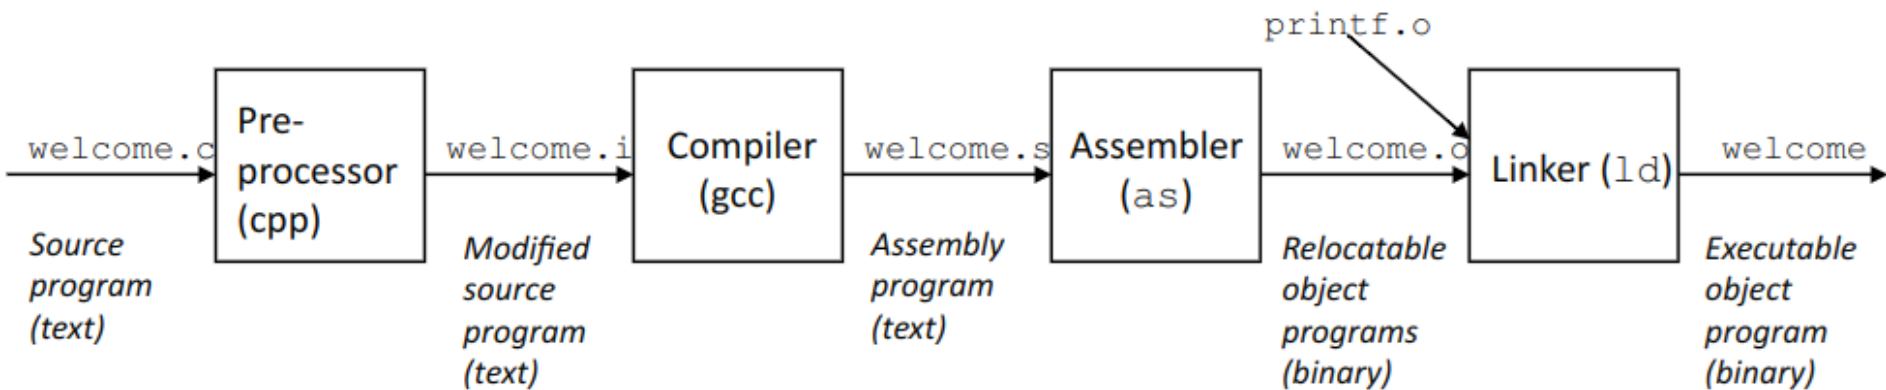 printf.o
welcome.c
Pre-
processor
(cpp)
welcome.i
Compiler
(gcc)
welcome.s
Assembler
(as)
welcome.o
Linker (ld)
welcome
Source
program
(text)
Modified
source
program
(text)
Assembly
program
(text)
Relocatable
object
programs
(binary)
Executable
object
program
(binary)